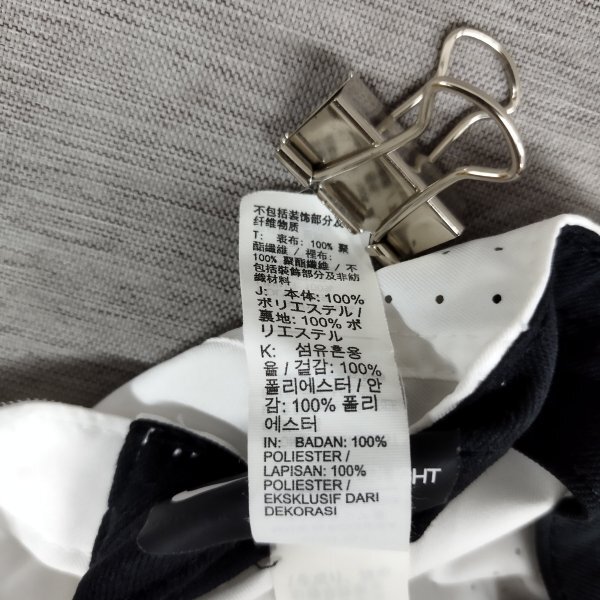 不包括装饰部分及
纤维物质
T: 表布: 100% 聚
酯纖維 / 裡布:
100% 聚酯纖維 / 不
包括裝飾部分及非紡
織材料
J: 本体: 100%
ポリエステル /
裏地: 100% ポ
リエステル
K: 섬유혼용
율 / 겉감: 100%
폴리에스터 / 안
감: 100% 폴리
에스터
IN: BADAN: 100%
POLIESTER /
LAPISAN: 100%
POLIESTER /
EKSKLUSIF DARI
DEKORASI
GHT